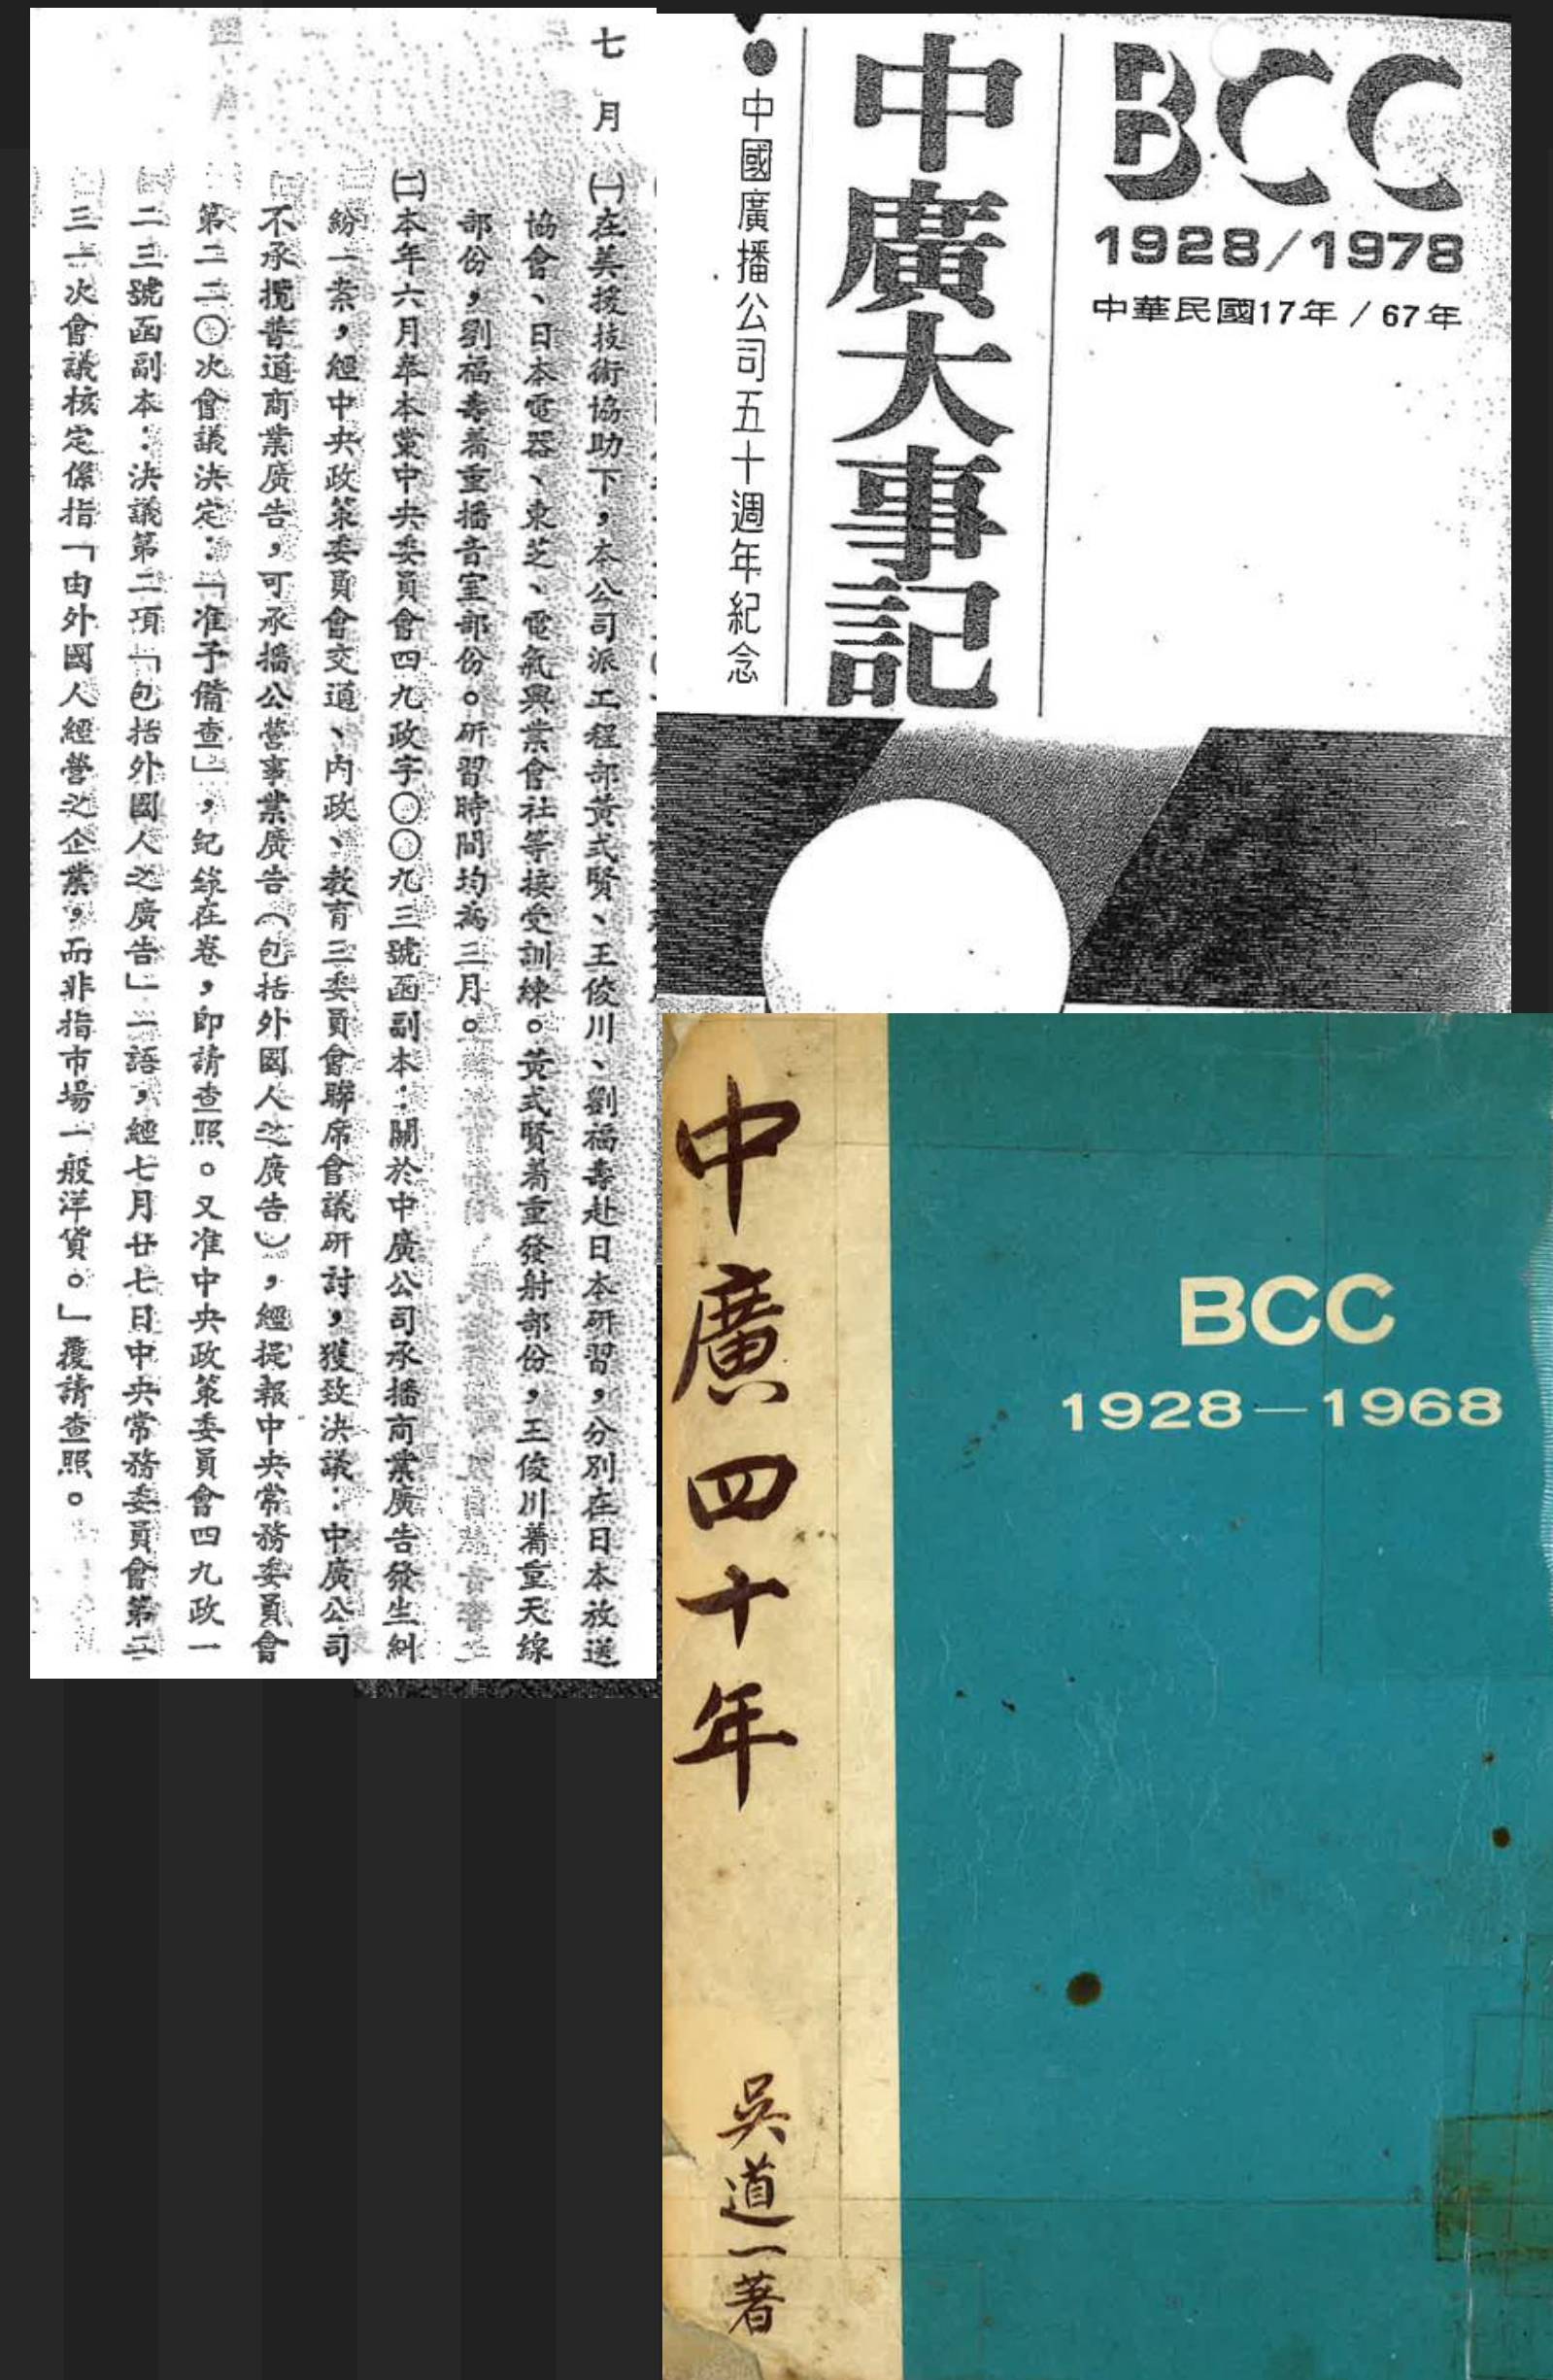 七月
㈠在美援技術協助下，本公司派工程部黃式賢、王俊川、劉福壽赴日本研習，分別在日本放送
協會、日本電器、東芝、電氣興業會社等接受訓練。黃式賢着重發射部份，王俊川着重天線
部份，劉福壽着重播音室部份。研習時間均為三月。
㈡本年六月奉本黨中央委員會四九政字〇〇九三號函副本：關於中廣公司承播商業廣告發生糾
紛一案，經中央政策委員會交通、內政、教育三委員會聯席會議研討，獲致決議：中廣公司
不承攬普通商業廣告，可承播公營事業廣告（包括外國人之廣告），經提報中央常務委員會
第二二〇次會議決定：「准予備查」，紀錄在卷，即請查照。又准中央政策委員會四九政一
二三號函副本：決議第二項「包括外國人之廣告」一語，經七月廿七日中央常務委員會第二
三一次會議核定係指「由外國人經營之企業，而非指市場一般洋貨。」覆請查照。
BCC
1928/1978
中華民國17年/67年
中廣大事記
中國廣播公司五十週年紀念
BCC
1928—1968
中廣四十年
吳道一著